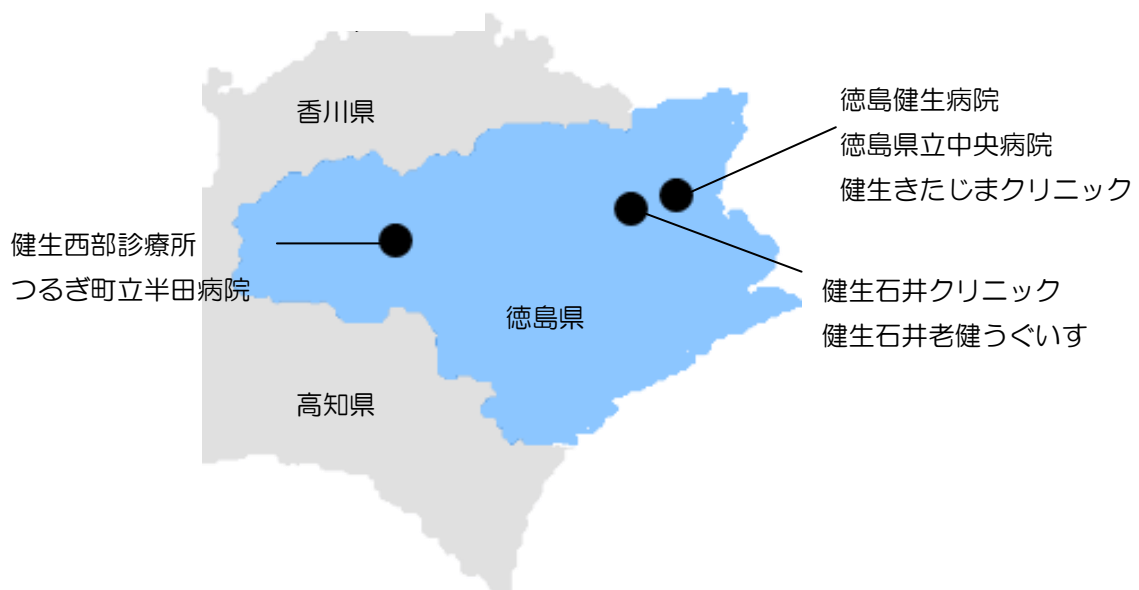 香川県
徳島健生病院
徳島県立中央病院
健生きたじまクリニック
健生西部診療所
つるぎ町立半田病院
徳島県
健生石井クリニック
健生石井老健うぐいす
高知県